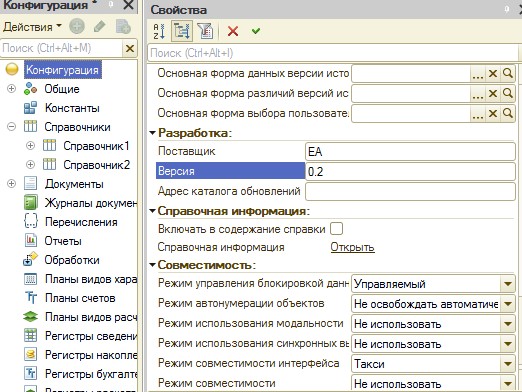 Конфигурация *
Действия
Поиск (Ctrl+Alt+M)
Конфигурация
Общие
Константы
Справочники
Справочник1
Справочник2
Документы
Журналы докумен
Перечисления
Отчеты
Обработки
Планы видов хара
Планы счетов
Планы видов расч
Регистры сведени
Регистры накопле
Регистры бухгалте
Свойства
Поиск (Ctrl+Alt+I)
Основная форма данных версии исто
Основная форма различий версий ис
Основная форма выбора пользовате.
Разработка:
Поставщик EA
Версия 0.2
Адрес каталога обновлений
Справочная информация:
Включать в содержание справки
Справочная информация Открыть
Совместимость:
Режим управления блокировкой данн Управляемый
Режим автонумерации объектов Не освобождать автоматиче
Режим использования модальности Не использовать
Режим использования синхронных вы Не использовать
Режим совместимости интерфейса Такси
Режим совместимости Не использовать